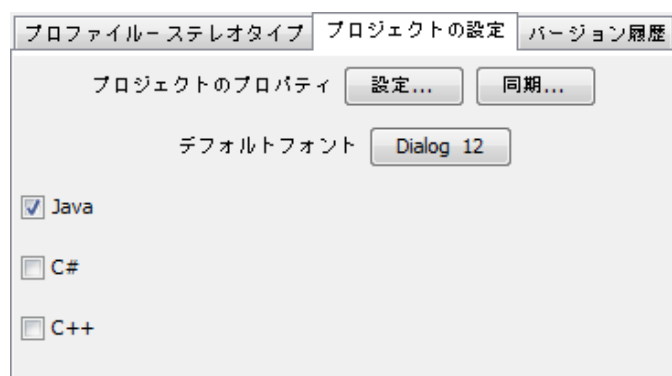 プロファイル－ステレオタイプ プロジェクトの設定 バージョン履歴
プロジェクトのプロパティ 設定... 同期...
デフォルトフォント Dialog 12
Java
C#
C++